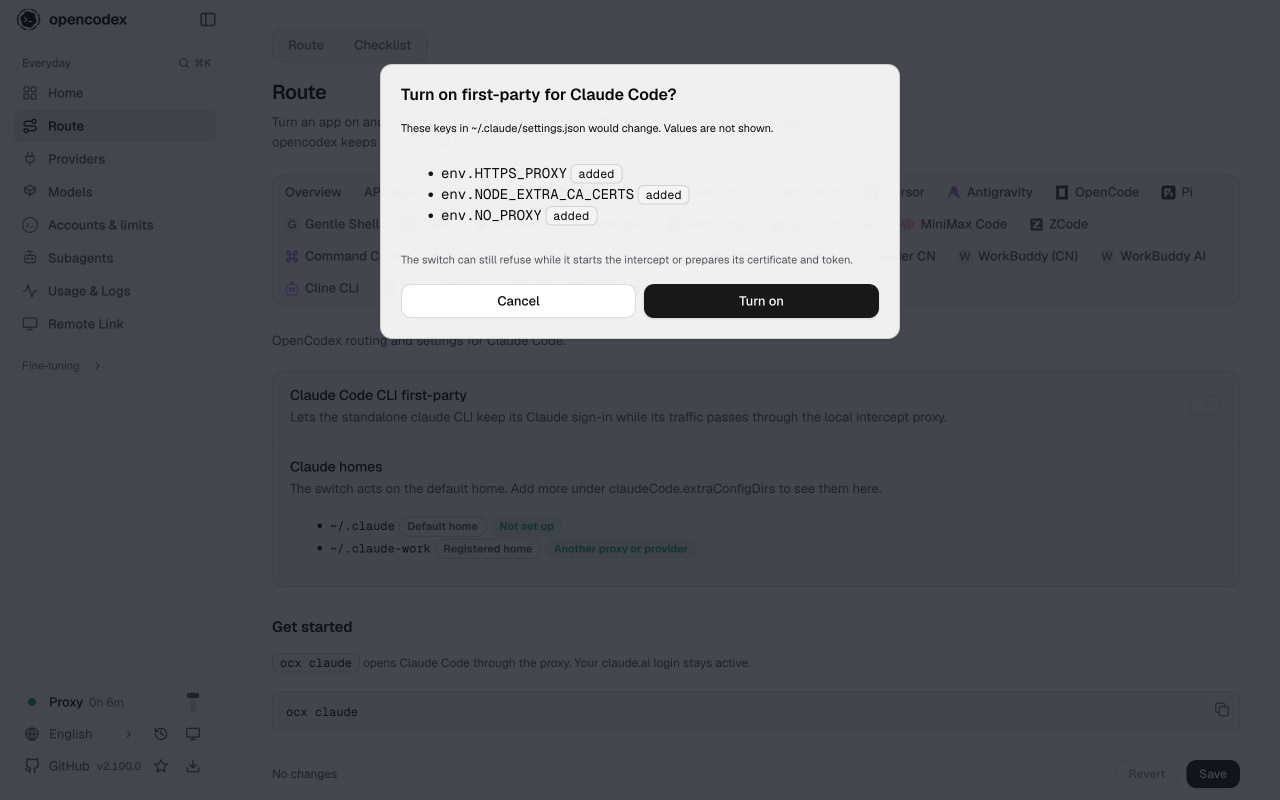 opencodex
Everyday
⌘K
Home
Route
Providers
Models
Accounts & limits
Subagents
Usage & Logs
Remote Link
Fine-tuning
Proxy 0h 6m
English
GitHub v2.100.0
Route Checklist
Route
Turn an app on and
opencodex keeps
Turn on first-party for Claude Code?
These keys in ~/.claude/settings.json would change. Values are not shown.
• env.HTTPS_PROXY added
• env.NODE_EXTRA_CA_CERTS added
• env.NO_PROXY added
The switch can still refuse while it starts the intercept or prepares its certificate and token.
Cancel Turn on
Overview Antigravity OpenCode Pi
Gentle Shell MiniMax Code ZCode
CN WorkBuddy (CN) WorkBuddy AI
Cline CLI
OpenCodex routing and settings for Claude Code.
Claude Code CLI first-party
Lets the standalone claude CLI keep its Claude sign-in while its traffic passes through the local intercept proxy.
Claude homes
The switch acts on the default home. Add more under claudeCode.extraConfigDirs to see them here.
• ~/.claude Default home Not set up
• ~/.claude-work Registered home Another proxy or provider
Get started
ocx claude opens Claude Code through the proxy. Your claude.ai login stays active.
ocx claude
No changes
Revert Save